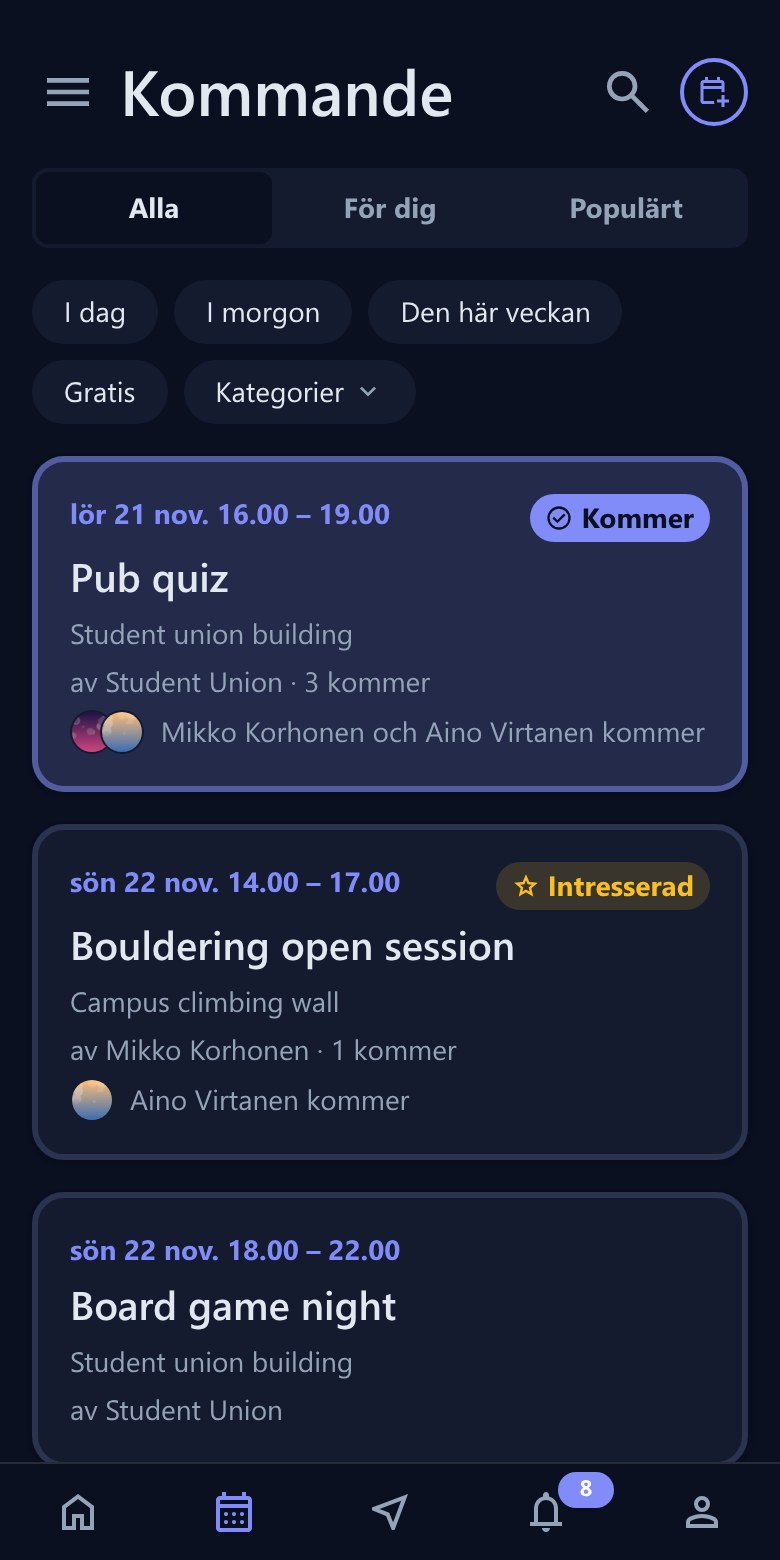 Kommande
Alla
För dig
Populärt
I dag
I morgon
Den här veckan
Gratis
Kategorier
lör 21 nov. 16.00 – 19.00
Kommer
Pub quiz
Student union building
av Student Union · 3 kommer
Mikko Korhonen och Aino Virtanen kommer
sön 22 nov. 14.00 – 17.00
Intresserad
Bouldering open session
Campus climbing wall
av Mikko Korhonen · 1 kommer
Aino Virtanen kommer
sön 22 nov. 18.00 – 22.00
Board game night
Student union building
av Student Union
8